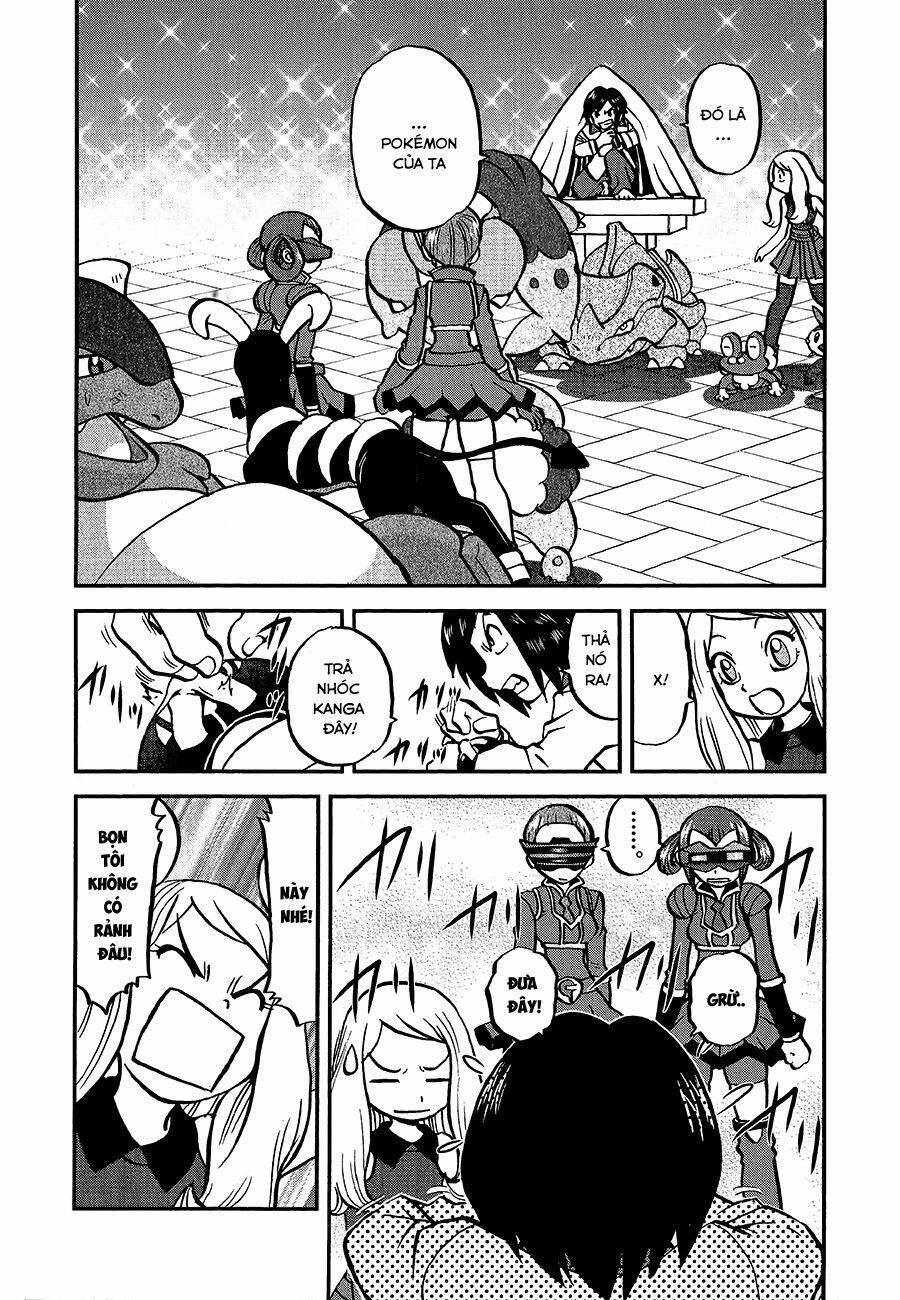 ĐÓ LÀ
...
...
POKÉMON
CỦA TA
X!
THẢ
NÓ
RA!
TRẢ
NHÓC
KANGA
ĐÂY!
.......
GRỪ..
ĐƯA
ĐÂY!
NÀY
NHÉ!
BỌN
TÔI
KHÔNG
CÓ
RẢNH
ĐÂU!